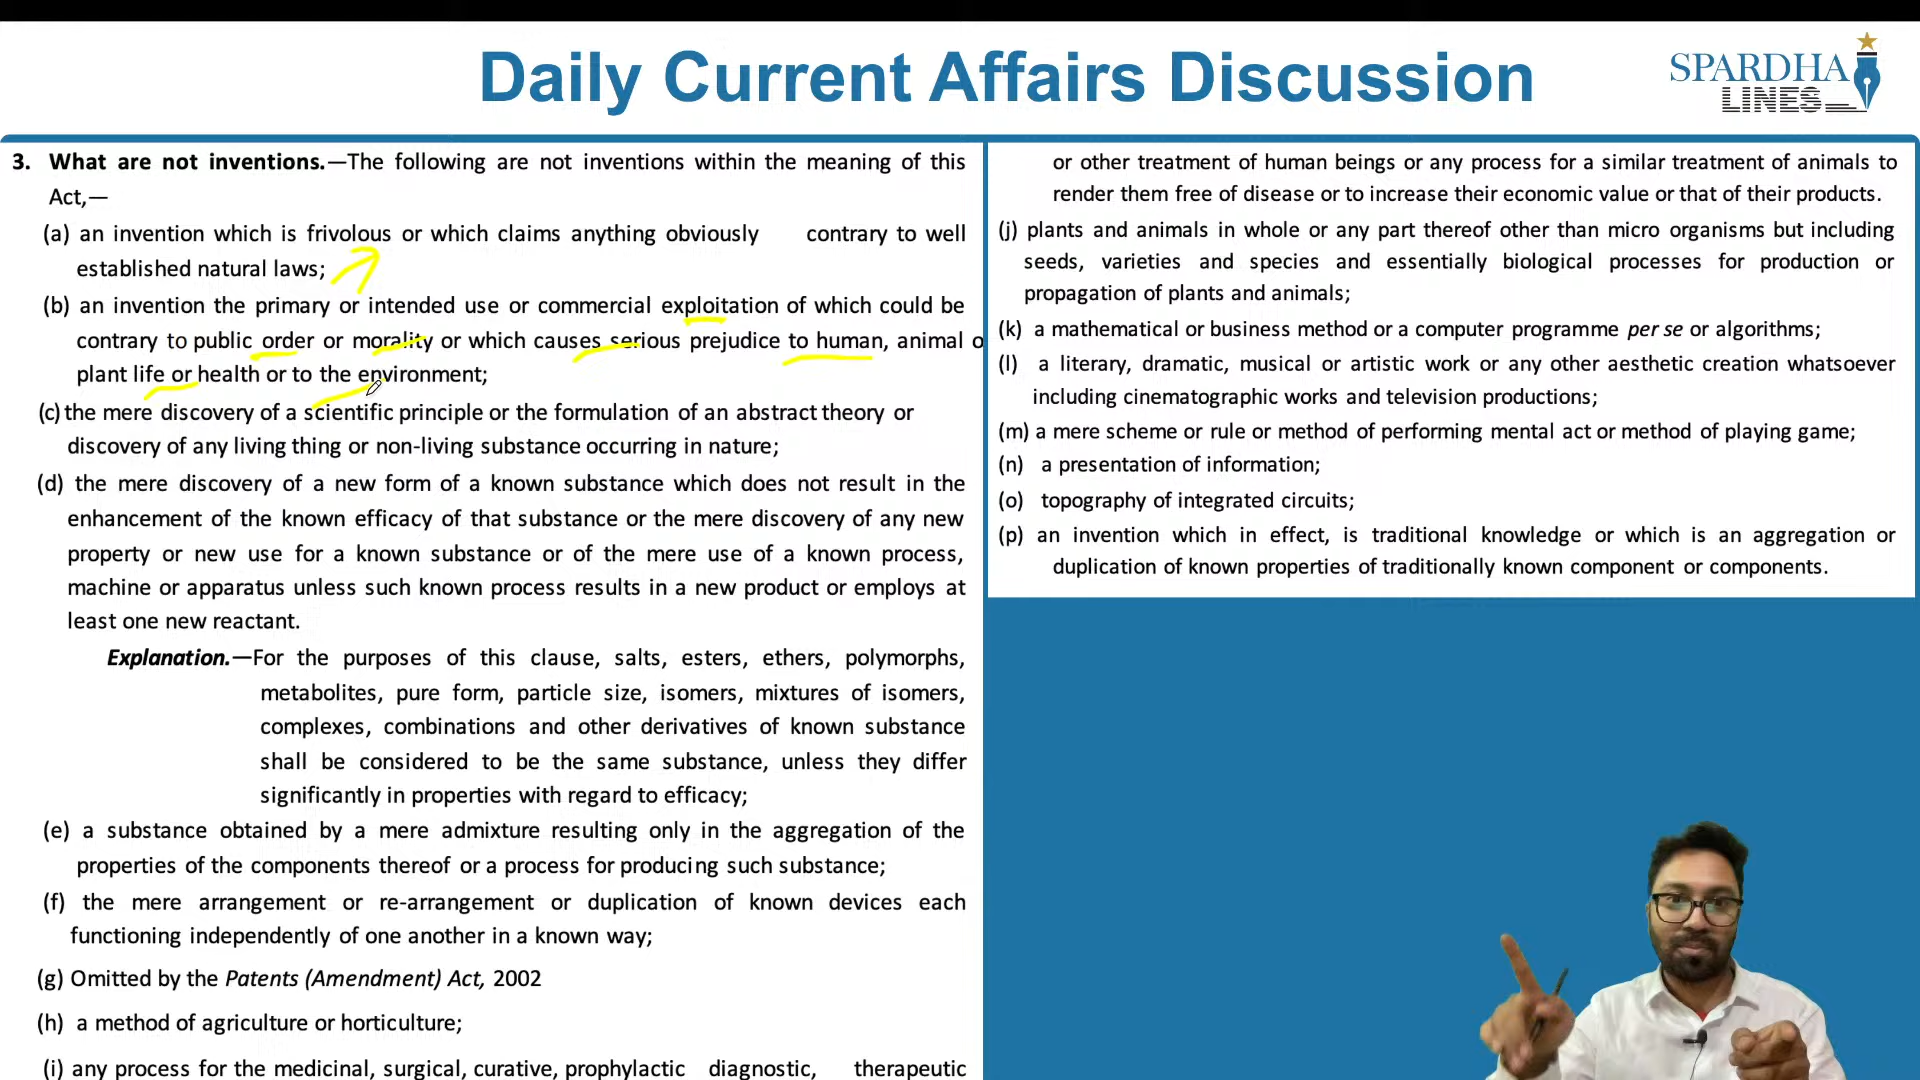 Daily Current Affairs Discussion
SPARDHA
LINES
3. What are not inventions.—The following are not inventions within the meaning of this
Act,—
(a) an invention which is frivolous or which claims anything obviously contrary to well
established natural laws;
(b) an invention the primary or intended use or commercial exploitation of which could be
contrary to public order or morality or which causes serious prejudice to human, animal o
plant life or health or to the environment;
(c) the mere discovery of a scientific principle or the formulation of an abstract theory or
discovery of any living thing or non-living substance occurring in nature;
(d) the mere discovery of a new form of a known substance which does not result in the
enhancement of the known efficacy of that substance or the mere discovery of any new
property or new use for a known substance or of the mere use of a known process,
machine or apparatus unless such known process results in a new product or employs at
least one new reactant.
Explanation.—For the purposes of this clause, salts, esters, ethers, polymorphs,
metabolites, pure form, particle size, isomers, mixtures of isomers,
complexes, combinations and other derivatives of known substance
shall be considered to be the same substance, unless they differ
significantly in properties with regard to efficacy;
(e) a substance obtained by a mere admixture resulting only in the aggregation of the
properties of the components thereof or a process for producing such substance;
(f) the mere arrangement or re-arrangement or duplication of known devices each
functioning independently of one another in a known way;
(g) Omitted by the Patents (Amendment) Act, 2002
(h) a method of agriculture or horticulture;
(i) any process for the medicinal, surgical, curative, prophylactic diagnostic, therapeutic
or other treatment of human beings or any process for a similar treatment of animals to
render them free of disease or to increase their economic value or that of their products.
(j) plants and animals in whole or any part thereof other than micro organisms but including
seeds, varieties and species and essentially biological processes for production or
propagation of plants and animals;
(k) a mathematical or business method or a computer programme per se or algorithms;
(l) a literary, dramatic, musical or artistic work or any other aesthetic creation whatsoever
including cinematographic works and television productions;
(m) a mere scheme or rule or method of performing mental act or method of playing game;
(n) a presentation of information;
(o) topography of integrated circuits;
(p) an invention which in effect, is traditional knowledge or which is an aggregation or
duplication of known properties of traditionally known component or components.